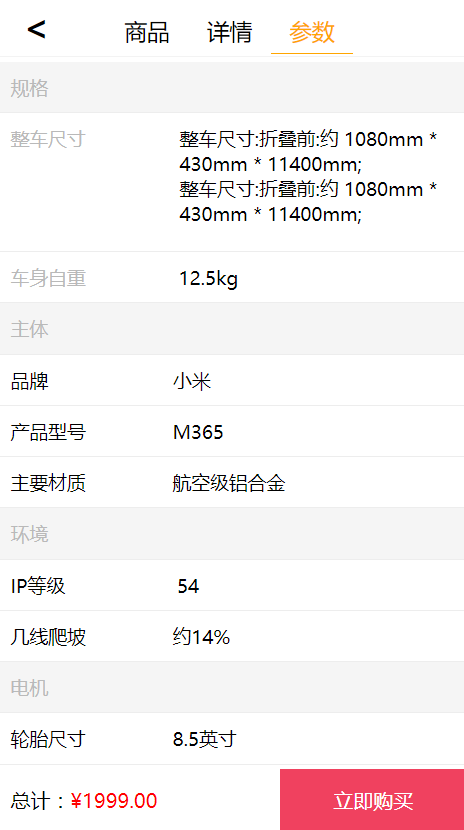 < 商品 详情 参数
规格
整车尺寸 整车尺寸:折叠前:约 1080mm *
430mm * 11400mm;
整车尺寸:折叠前:约 1080mm *
430mm * 11400mm;
车身自重 12.5kg
主体
品牌 小米
产品型号 M365
主要材质 航空级铝合金
环境
IP等级 54
几线爬坡 约14%
电机
轮胎尺寸 8.5英寸
总计：¥1999.00 立即购买